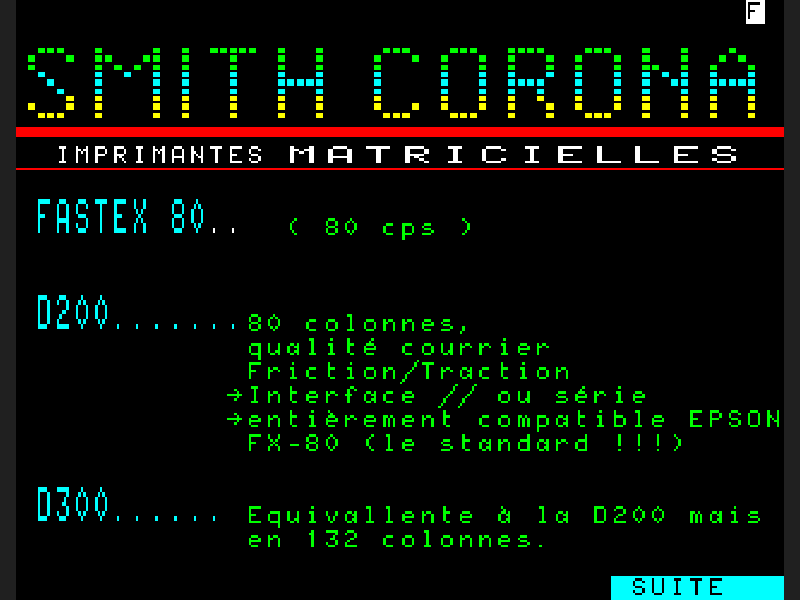 F
SMITH CORONA
IMPRIMANTES MATRICIELLES
FASTEX 80.. ( 80 cps )
D200.......80 colonnes,
qualité courrier
Friction/Traction
→Interface // ou série
→entièrement compatible EPSON
FX-80 (le standard !!!)
D300...... Equivallente à la D200 mais
en 132 colonnes.
SUITE